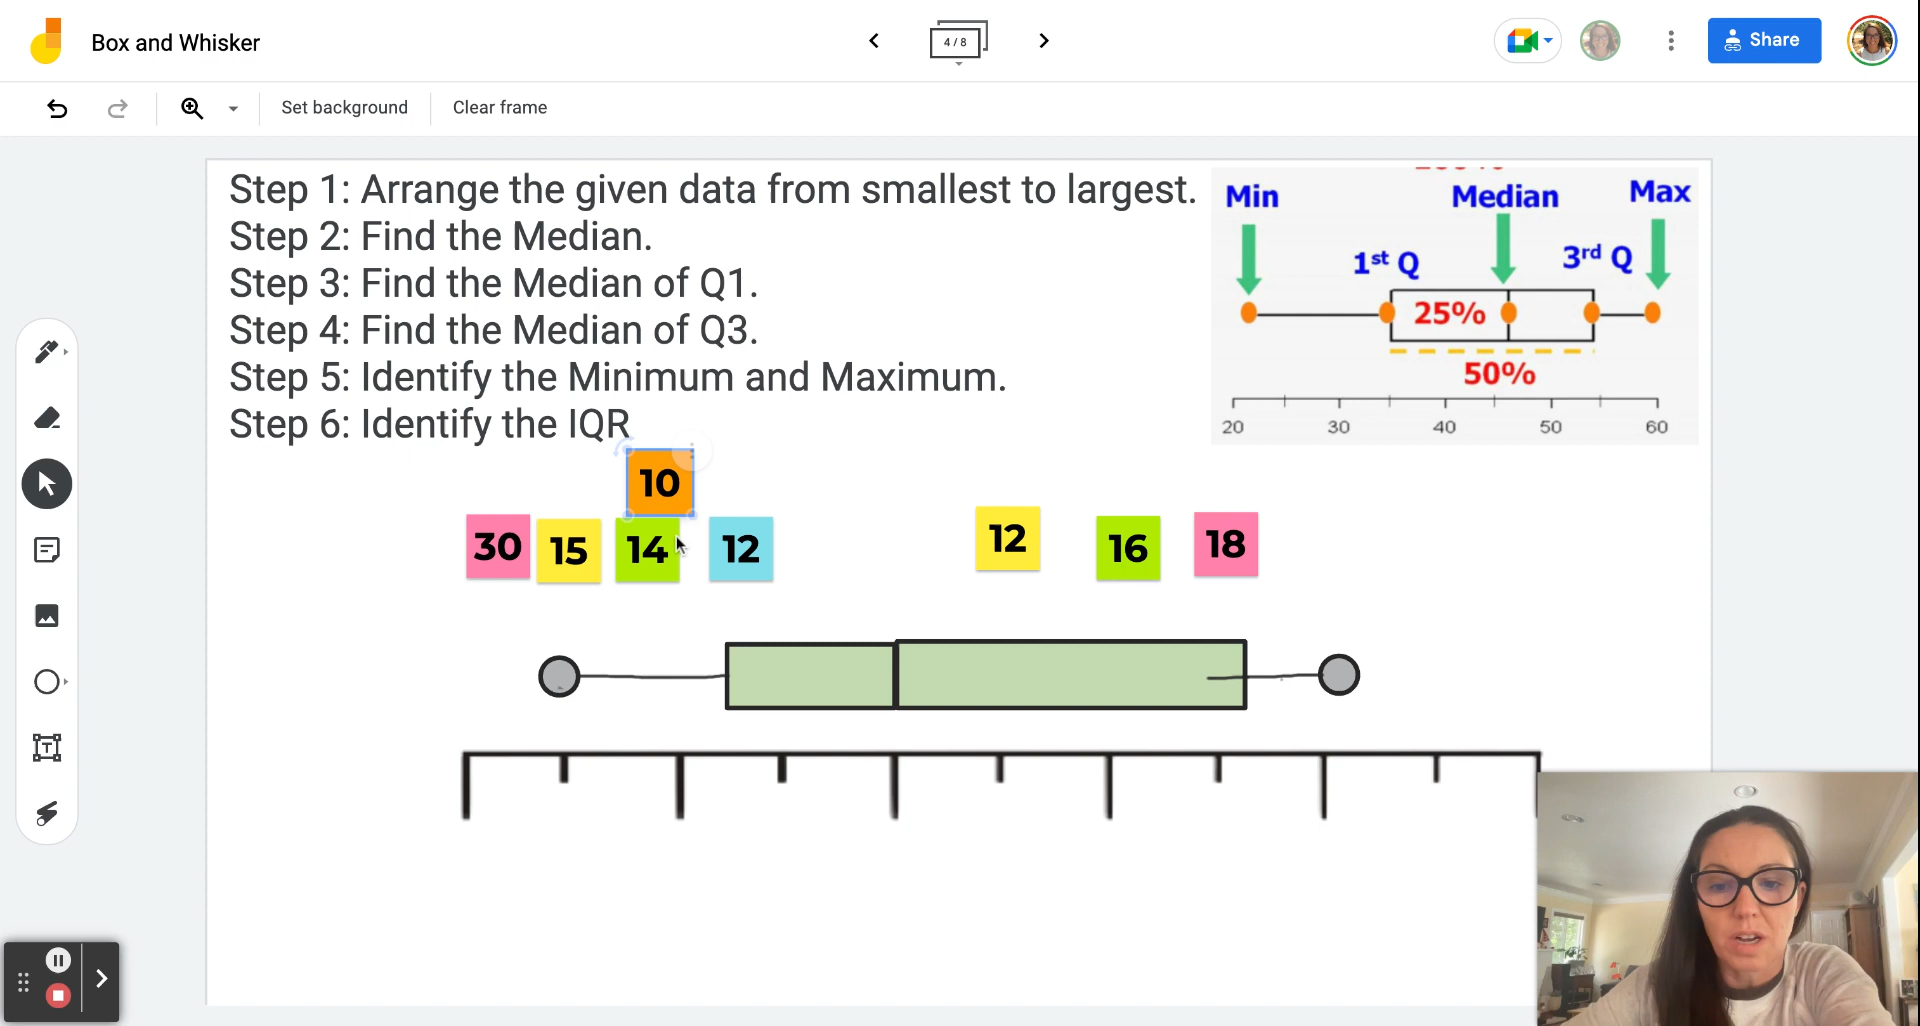 Box and Whisker
4 / 8
Share
Set background
Clear frame
Step 1: Arrange the given data from smallest to largest.
Step 2: Find the Median.
Step 3: Find the Median of Q1.
Step 4: Find the Median of Q3.
Step 5: Identify the Minimum and Maximum.
Step 6: Identify the IQR
Min Median Max
1st Q 3rd Q
25%
50%
20 30 40 50 60
10
30 15 14 12 12 16 18
T